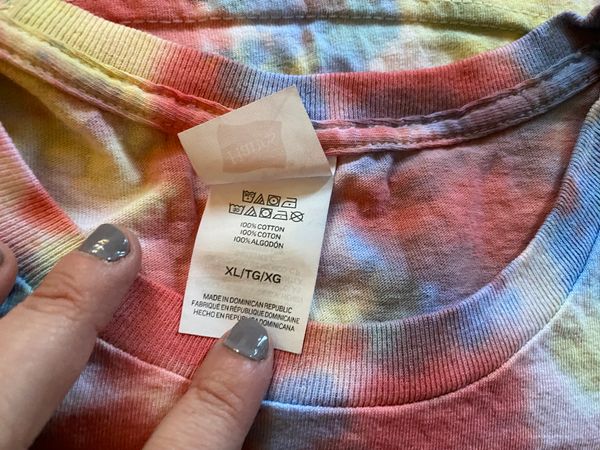 Hanes
100% COTTON
100% COTON
100% ALGODÓN
XL/TG/XG
MADE IN DOMINICAN REPUBLIC
FABRIQUÉ EN RÉPUBLIQUE DOMINICAINE
HECHO EN REPÚBLICA DOMINICANA